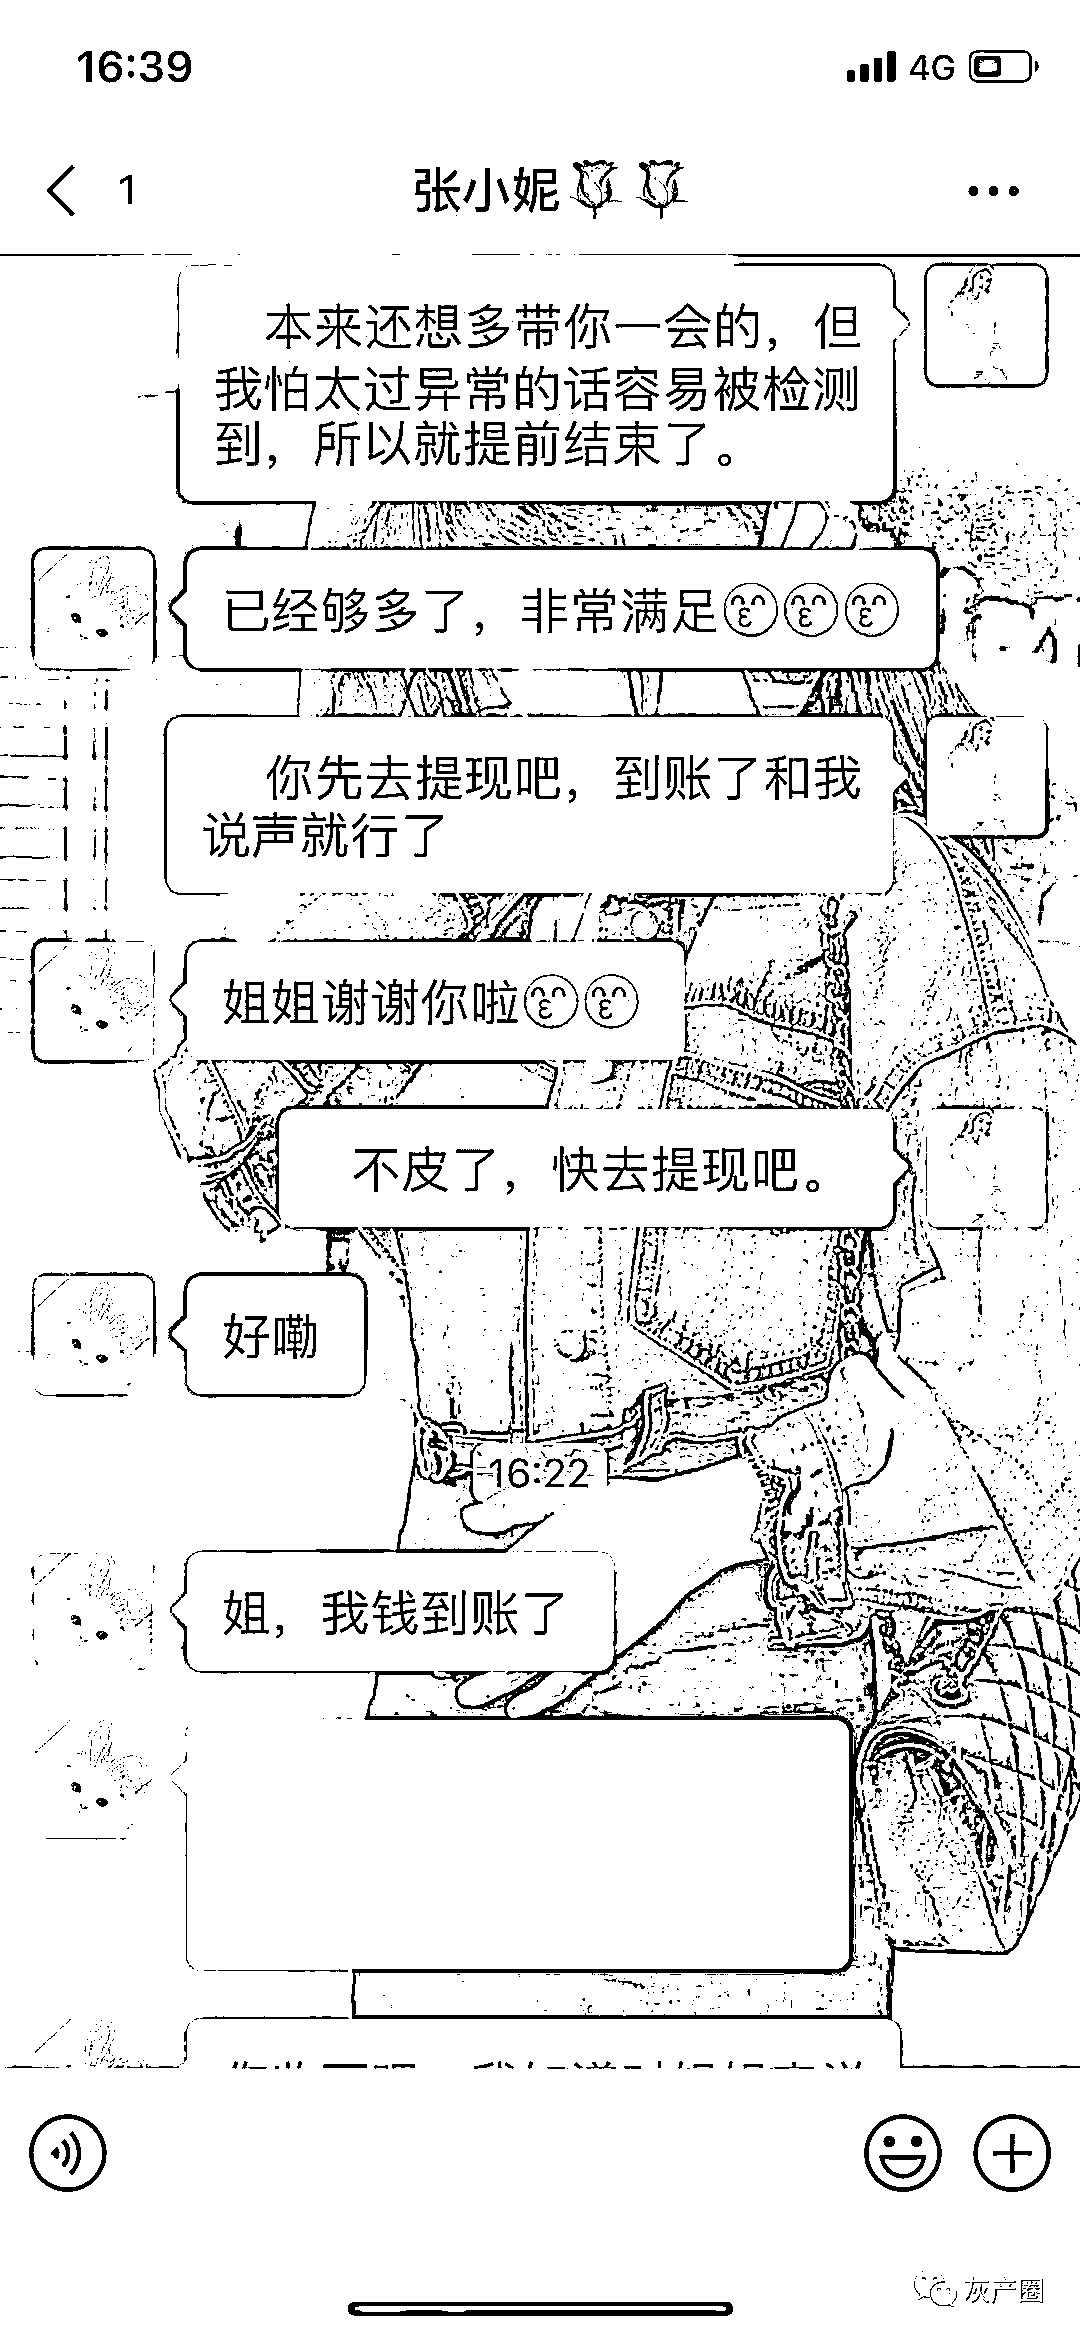 16:39
4G
1
张小妮🌹🌹
本来还想多带你一会的，但
我怕太过异常的话容易被检测
到，所以就提前结束了。
已经够多了，非常满足😚😚😚
你先去提现吧，到账了和我
说声就行了
姐姐谢谢你啦😚😚
不皮了，快去提现吧。
好嘞
16:22
姐，我钱到账了
灰产圈